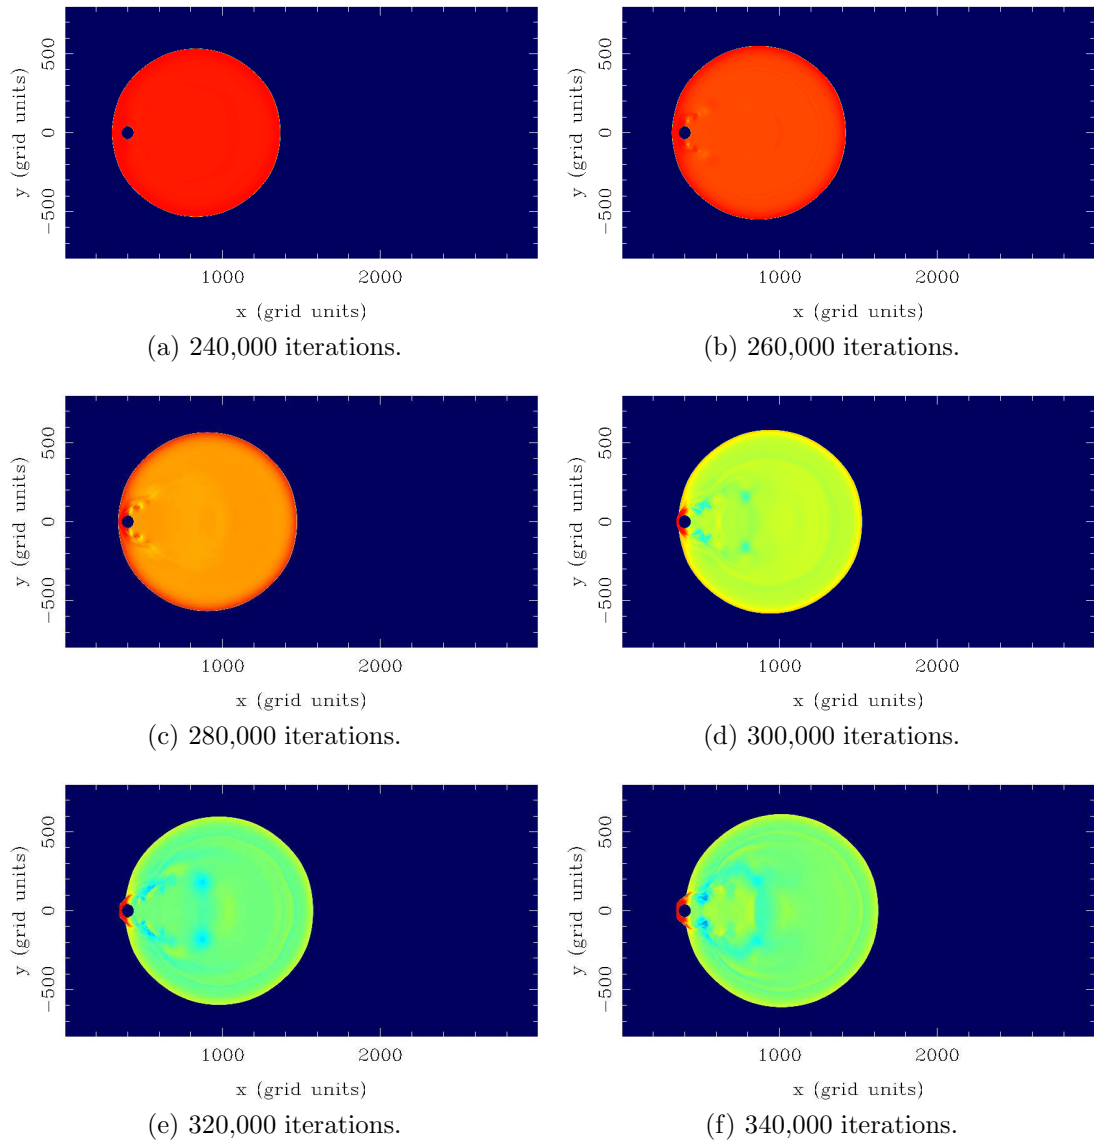 y (grid units)
500
0
−500
1000
2000
x (grid units)
(a) 240,000 iterations.
y (grid units)
500
0
−500
1000
2000
x (grid units)
(b) 260,000 iterations.
y (grid units)
500
0
−500
1000
2000
x (grid units)
(c) 280,000 iterations.
y (grid units)
500
0
−500
1000
2000
x (grid units)
(d) 300,000 iterations.
y (grid units)
500
0
−500
1000
2000
x (grid units)
(e) 320,000 iterations.
y (grid units)
500
0
−500
1000
2000
x (grid units)
(f) 340,000 iterations.